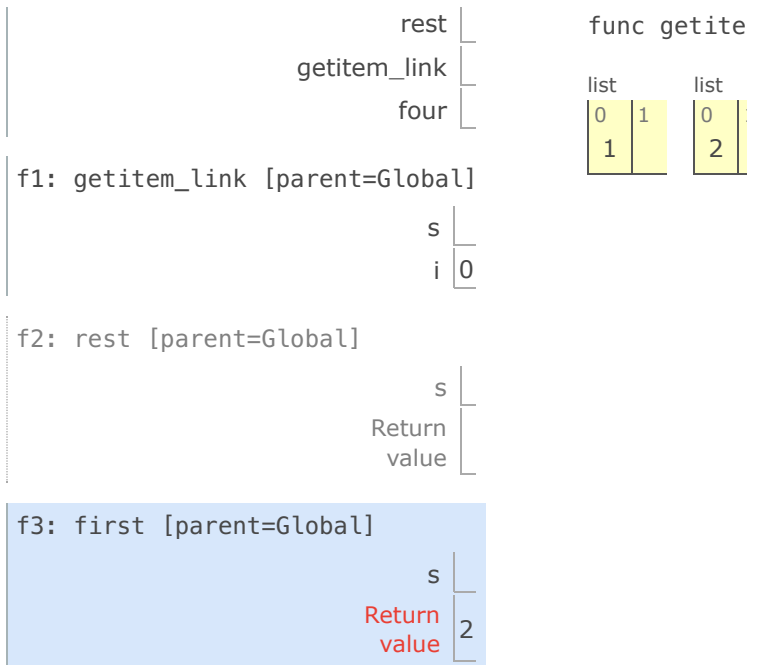 rest
getitem_link
four
func getite
list list
0 1 0
1 2
f1: getitem_link [parent=Global]
s
i 0
f2: rest [parent=Global]
s
Return
value
f3: first [parent=Global]
s
Return
value 2